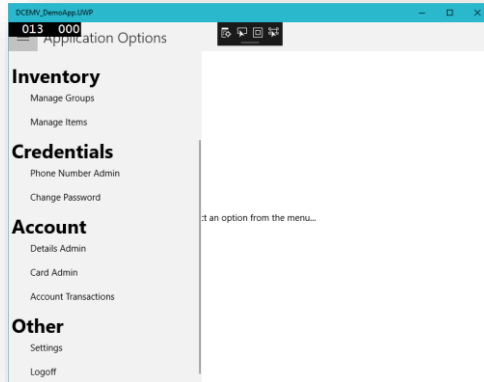 DCEMV_DemoApp.UWP
013 000
Application Options
Inventory
Manage Groups
Manage Items
Credentials
Phone Number Admin
Change Password
ct an option from the menu...
Account
Details Admin
Card Admin
Account Transactions
Other
Settings
Logoff